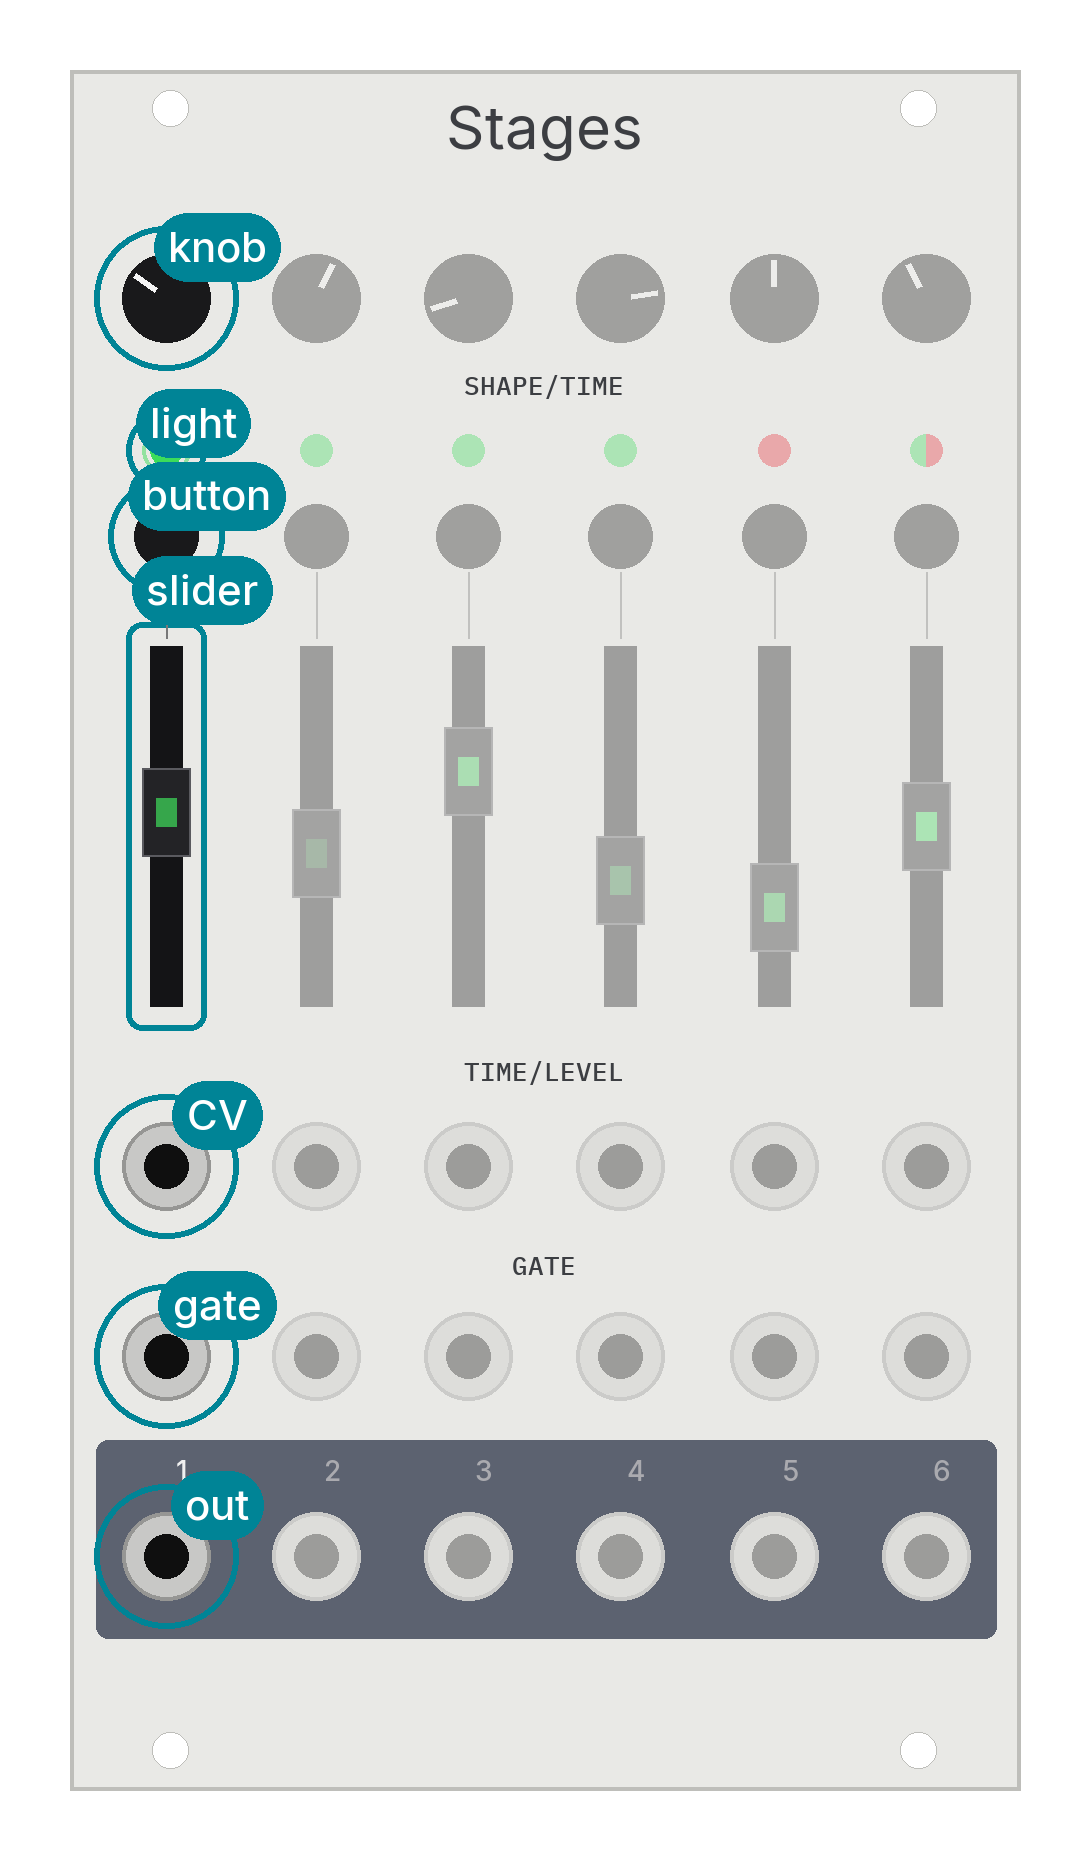 Stages
knob
SHAPE/TIME
light
button
slider
TIME/LEVEL
CV
GATE
gate
1 2 3 4 5 6
out